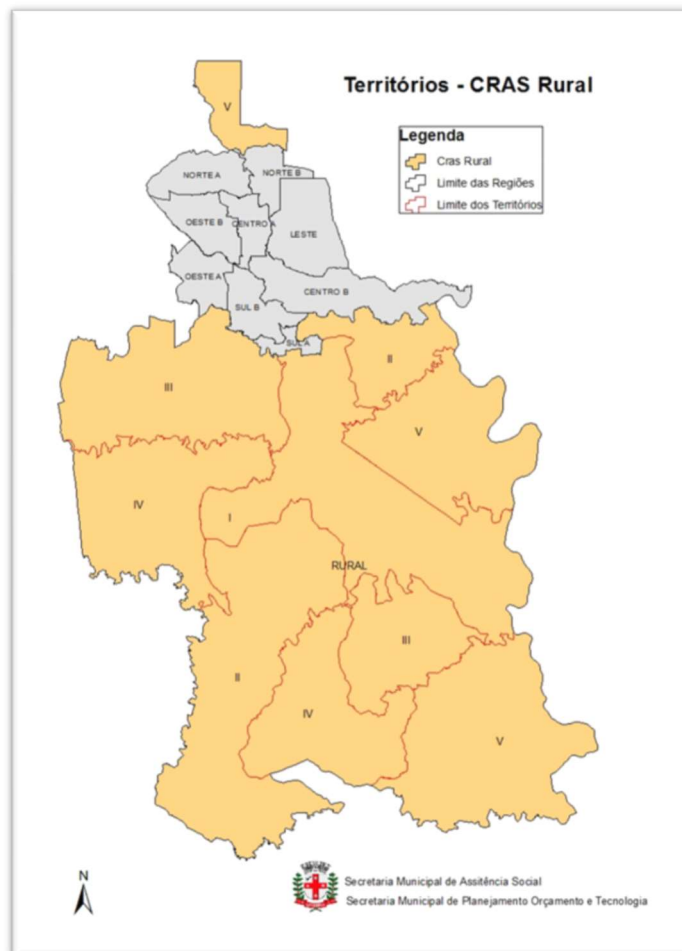 Territórios - CRAS Rural
Legenda
Cras Rural
Limite das Regiões
Limite dos Territórios
V
NORTE A
NORTE B
OESTE B
CENTRO A
LESTE
OESTE A
CENTRO B
SUL B
SUL A
II
III
V
IV
I
RURAL
III
II
IV
V
N
Secretaria Municipal de Assitência Social
Secretaria Municipal de Planejamento Orçamento e Tecnologia